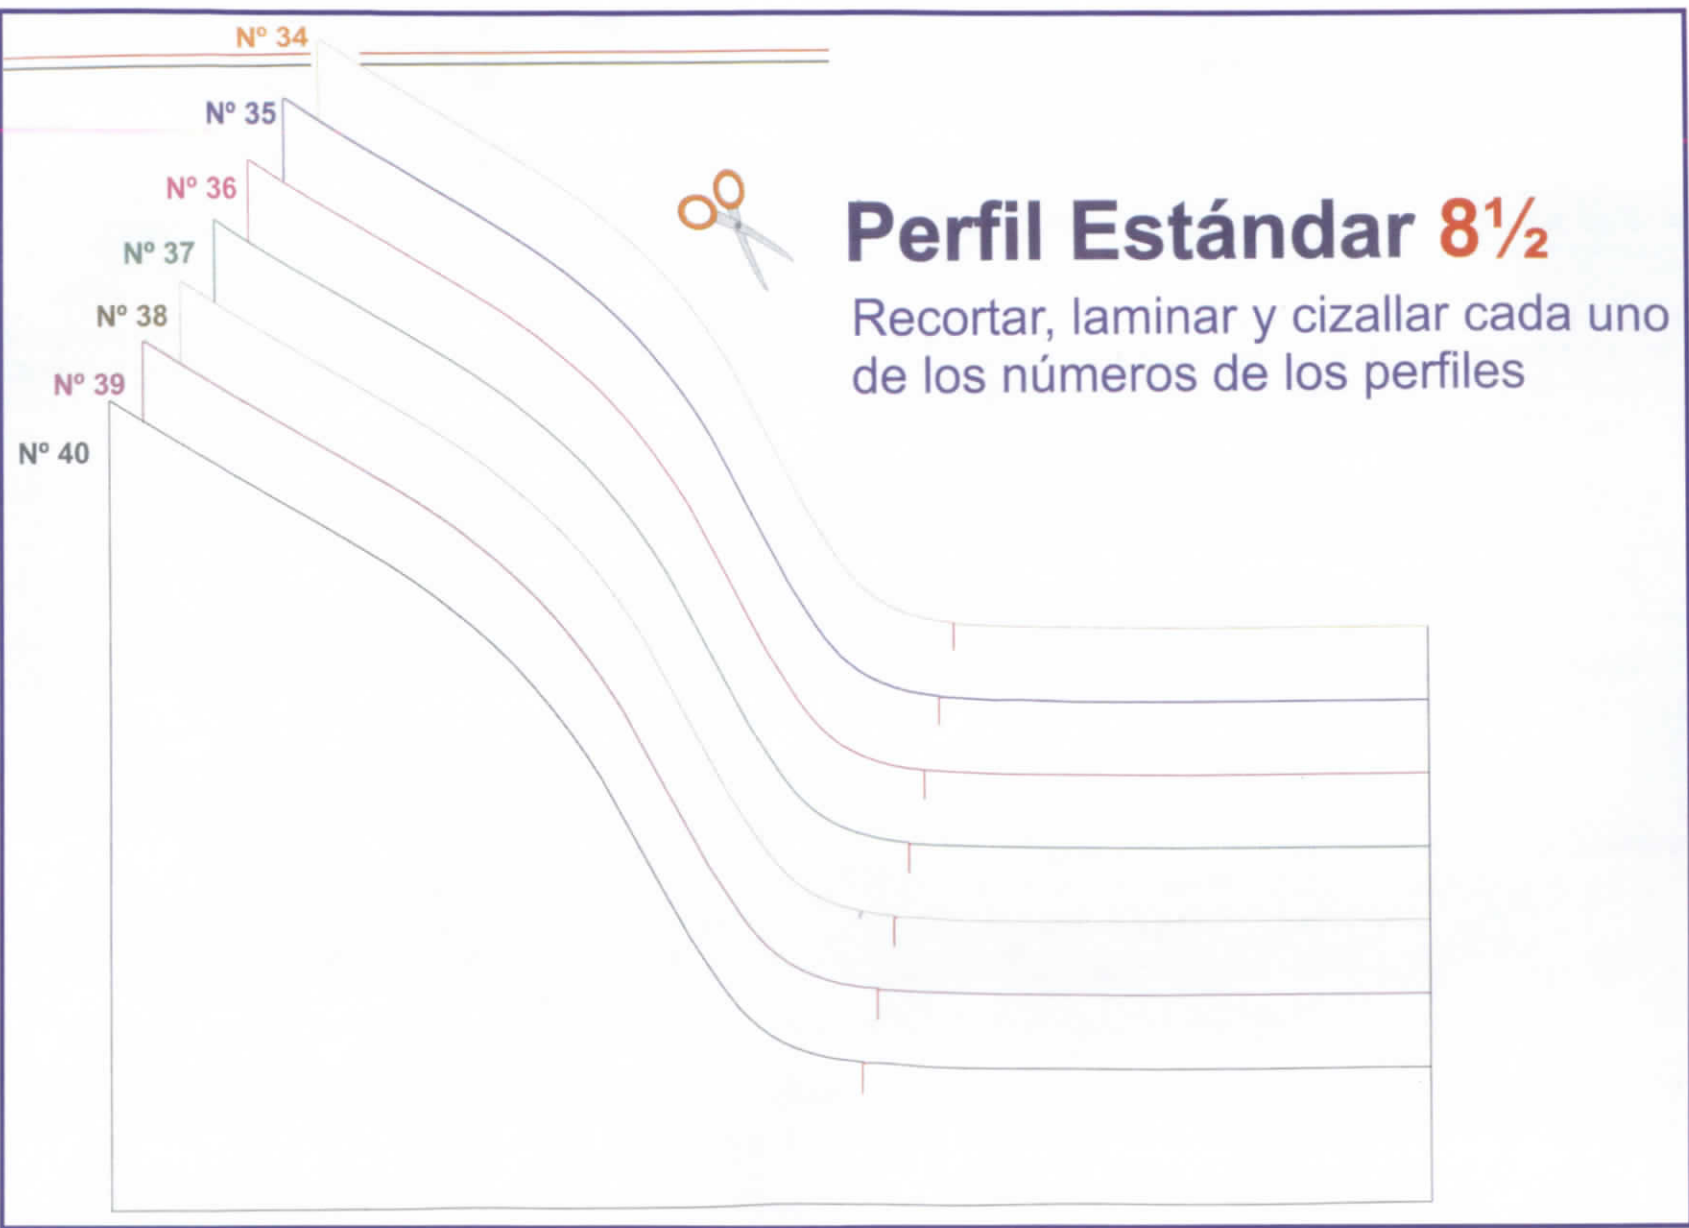 Nº 34
Nº 35
Nº 36
Nº 37
Nº 38
Nº 39
Nº 40
Perfil Estándar 8½
Recortar, laminar y cizallar cada uno
de los números de los perfiles